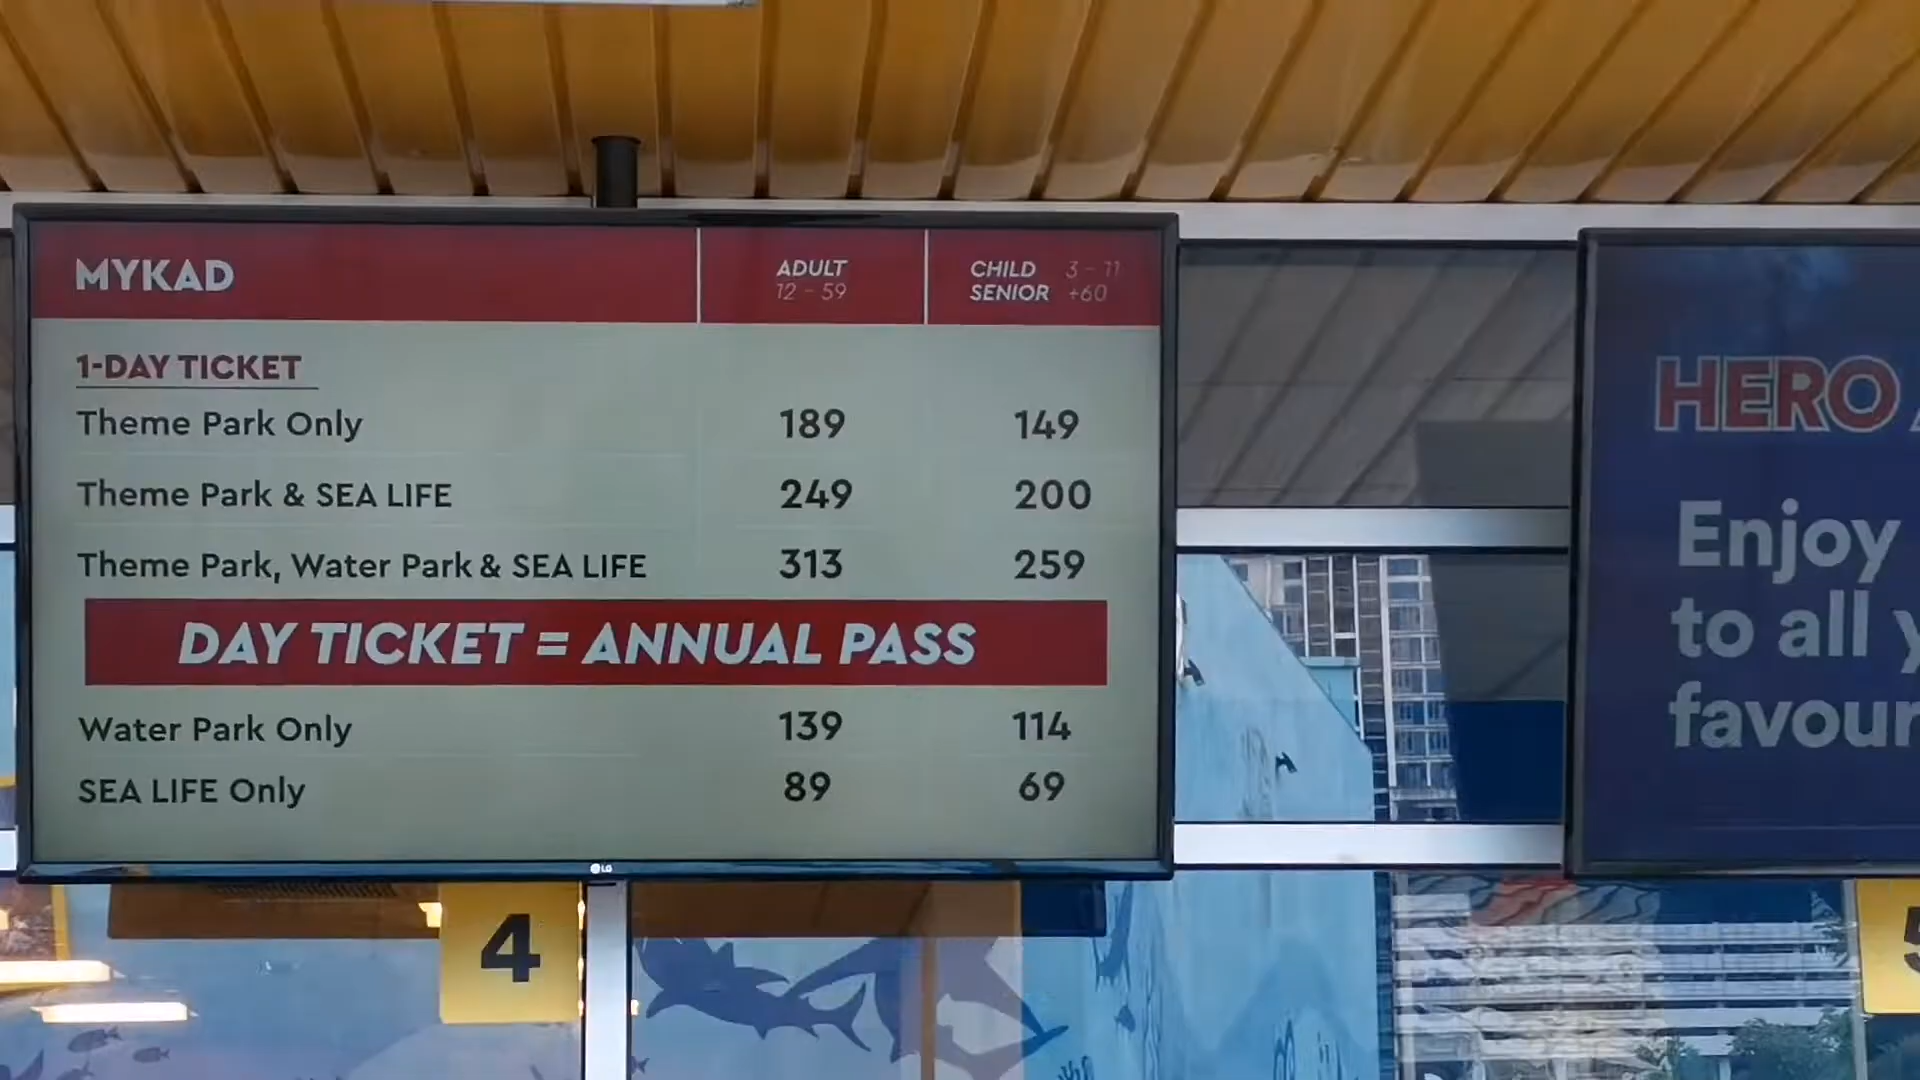 MYKAD
ADULT
12 - 59
CHILD 3 - 11
SENIOR +60
1-DAY TICKET
Theme Park Only 189 149
Theme Park & SEA LIFE 249 200
Theme Park, Water Park & SEA LIFE 313 259
DAY TICKET = ANNUAL PASS
Water Park Only 139 114
SEA LIFE Only 89 69
LG
4
HERO
Enjoy
to all
5